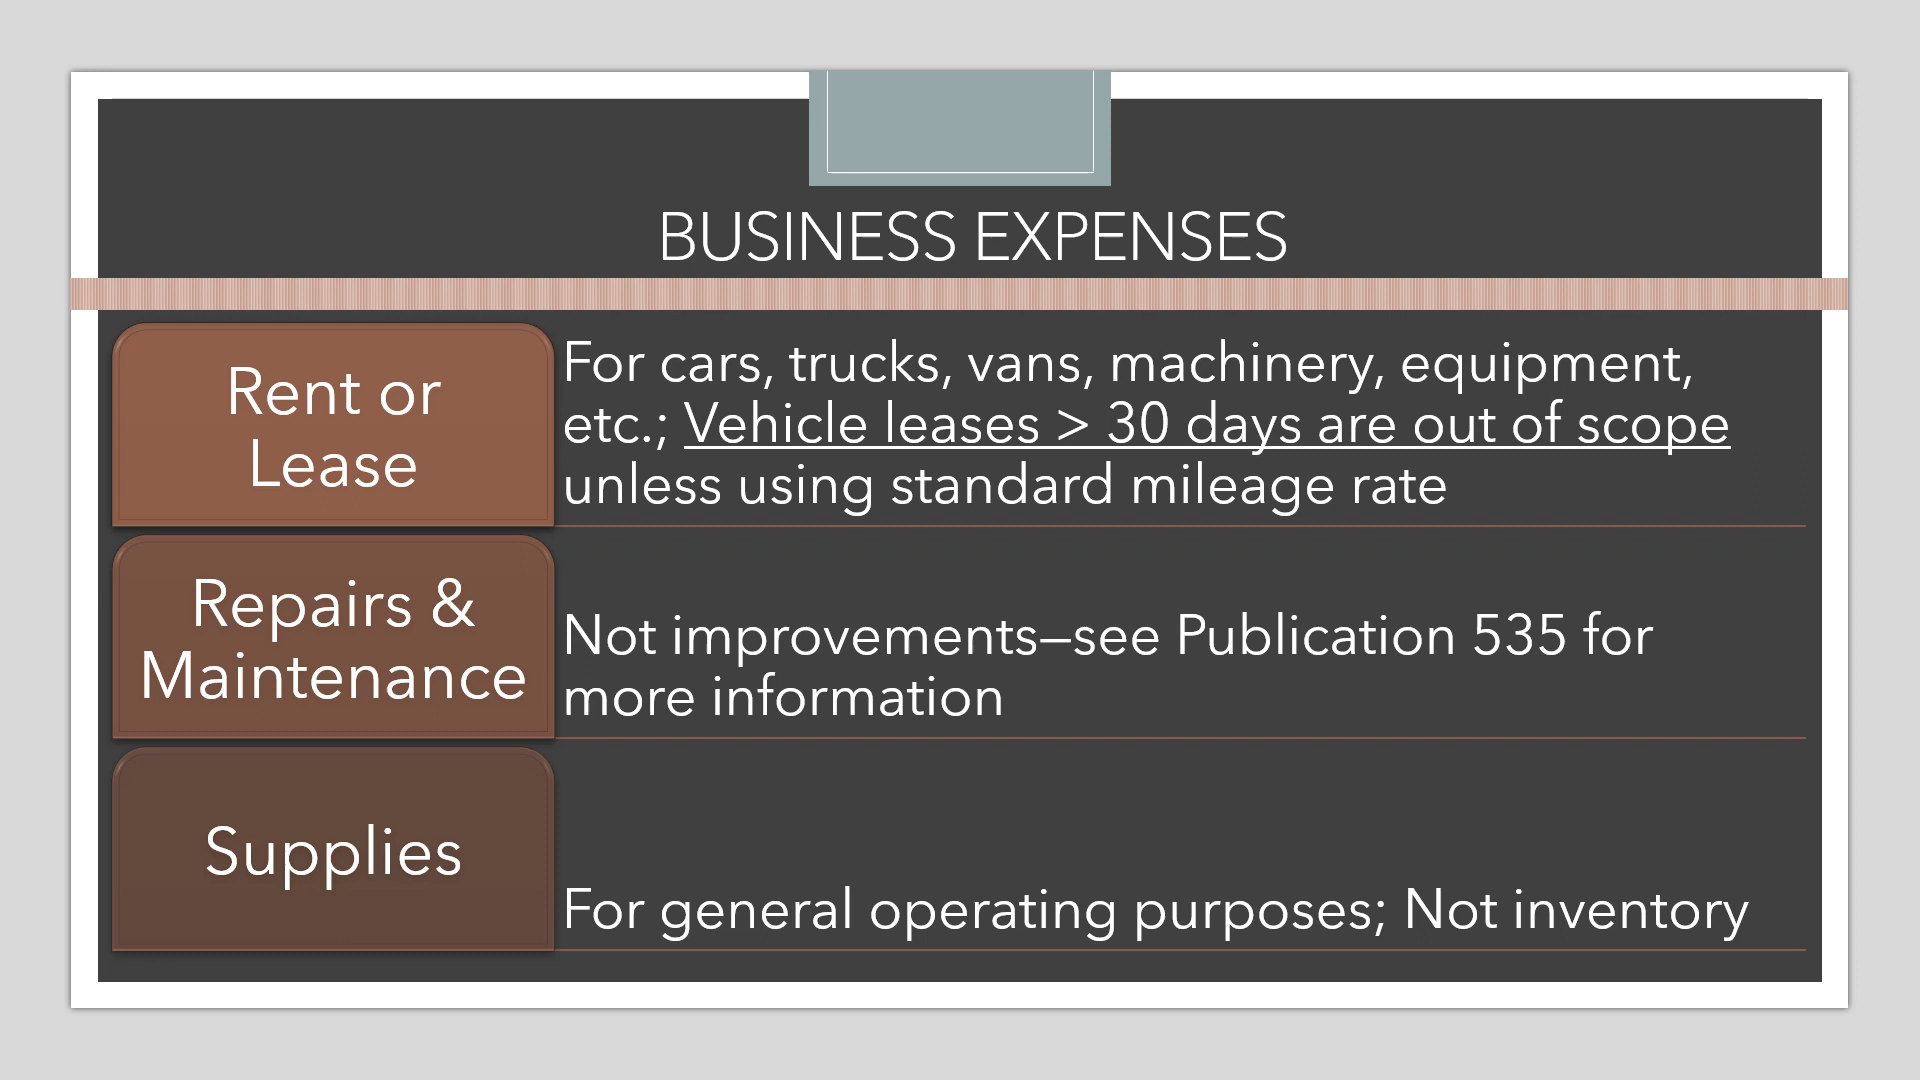 BUSINESS EXPENSES
Rent or
Lease
For cars, trucks, vans, machinery, equipment,
etc.; Vehicle leases > 30 days are out of scope
unless using standard mileage rate
Repairs &
Maintenance
Not improvements—see Publication 535 for
more information
Supplies
For general operating purposes; Not inventory